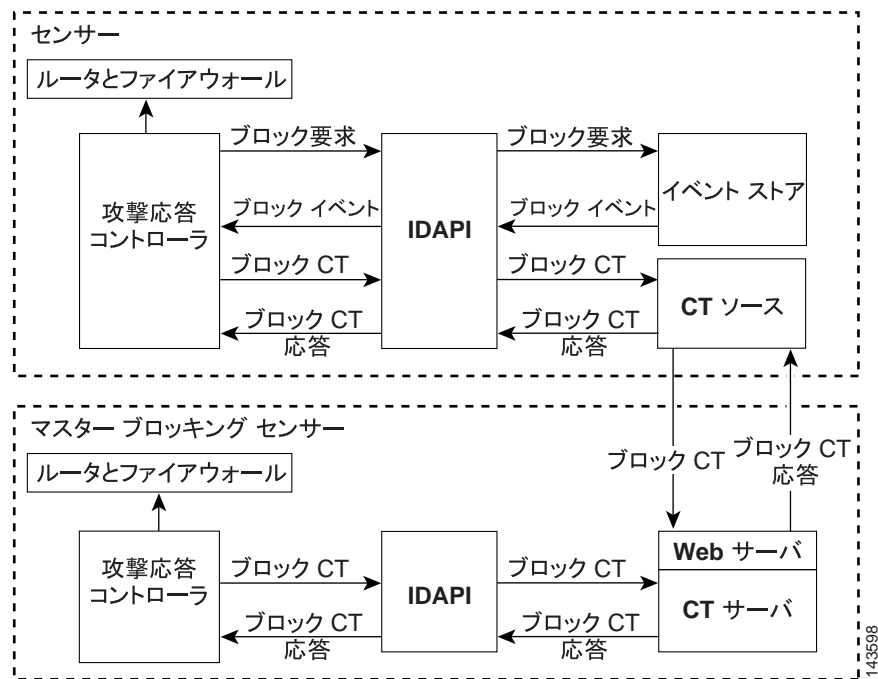 センサー
ルータとファイアウォール
攻撃応答
コントローラ
ブロック要求
ブロック イベント
ブロック CT
ブロック CT
応答
IDAPI
ブロック要求
ブロック イベント
ブロック CT
ブロック CT
応答
イベント ストア
CT ソース
ブロック CT
ブロック CT
応答
マスター ブロッキング センサー
ルータとファイアウォール
攻撃応答
コントローラ
ブロック CT
ブロック CT
応答
IDAPI
ブロック CT
ブロック CT
応答
Web サーバ
CT サーバ
143598